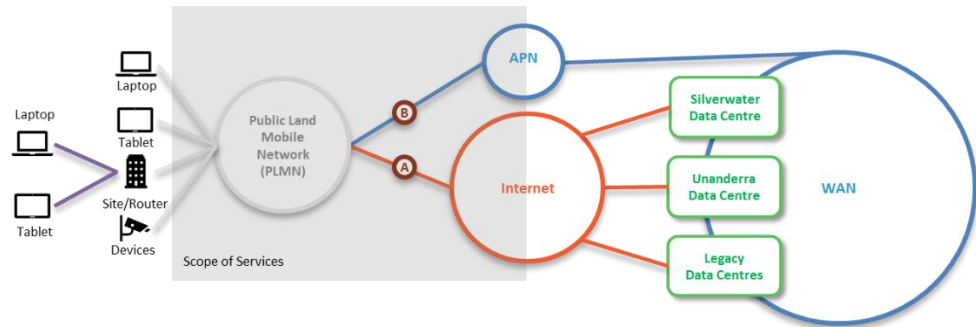 Laptop
Tablet
Laptop
Tablet
Site/Router
Devices
Public Land
Mobile
Network
(PLMN)
Scope of Services
B
A
APN
Internet
Silverwater
Data Centre
Unanderra
Data Centre
Legacy
Data Centres
WAN